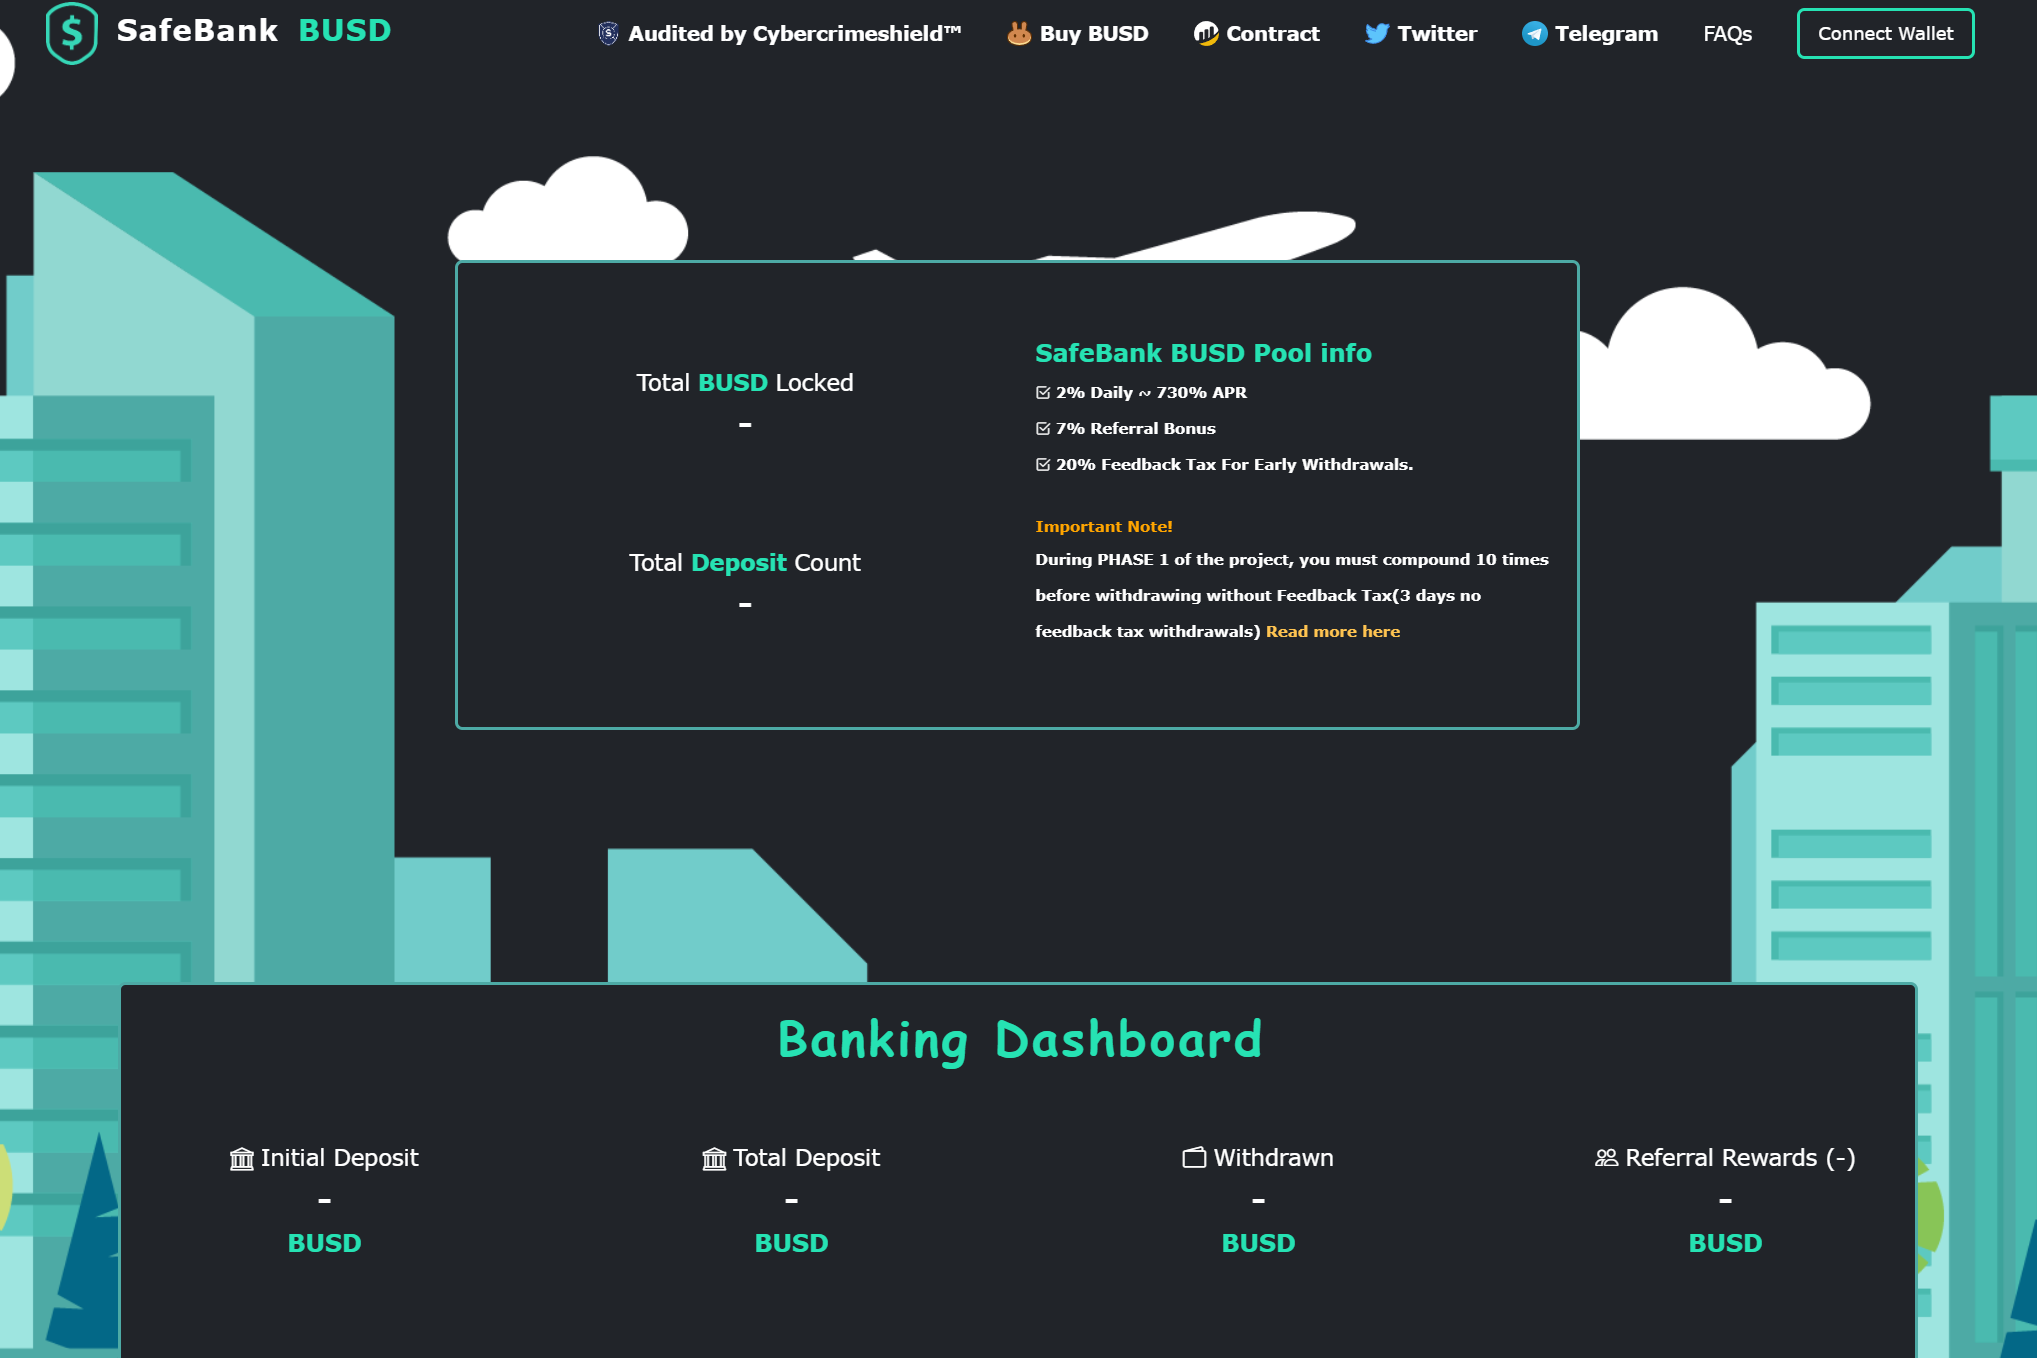 SafeBank BUSD
Audited by Cybercrimeshield™
Buy BUSD
Contract
Twitter
Telegram
FAQs
Connect Wallet
Total BUSD Locked
-
Total Deposit Count
-
SafeBank BUSD Pool info
2% Daily ~ 730% APR
7% Referral Bonus
20% Feedback Tax For Early Withdrawals.
Important Note!
During PHASE 1 of the project, you must compound 10 times
before withdrawing without Feedback Tax(3 days no
feedback tax withdrawals) Read more here
Banking Dashboard
Initial Deposit
-
BUSD
Total Deposit
-
BUSD
Withdrawn
-
BUSD
Referral Rewards (-)
-
BUSD